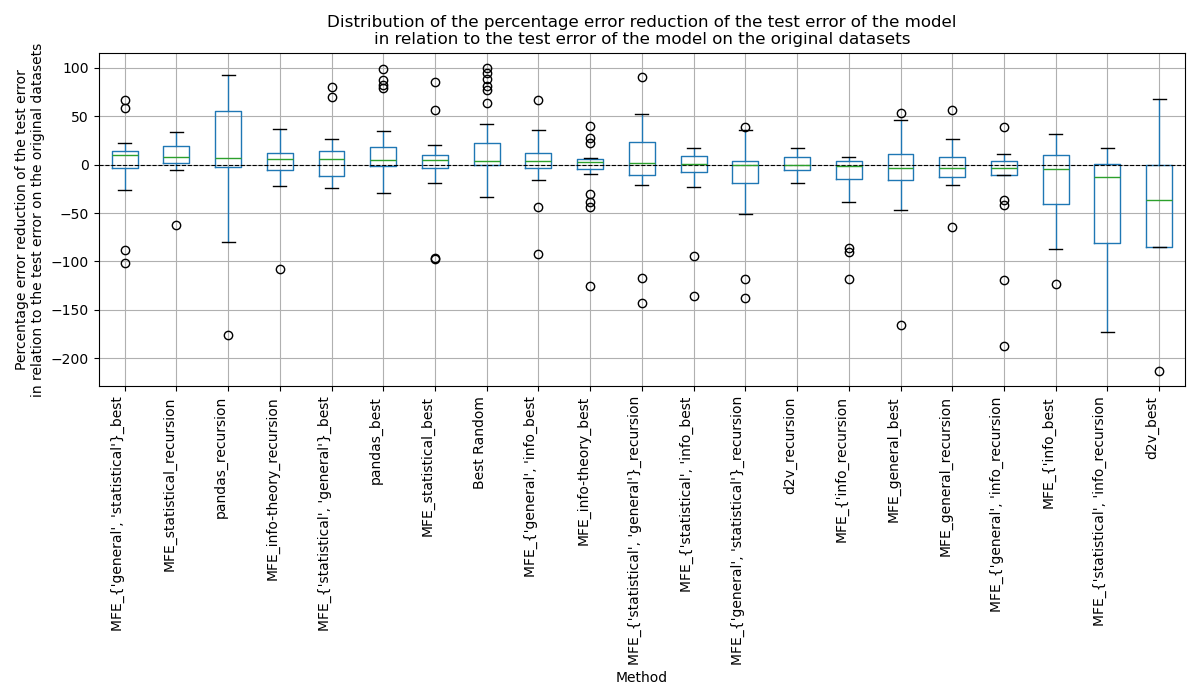 Distribution of the percentage error reduction of the test error of the model
in relation to the test error of the model on the original datasets
Percentage error reduction of the test error
in relation to the test error on the original datasets
100
50
0
−50
−100
−150
−200
MFE_{'general', 'statistical'}_best
MFE_statistical_recursion
pandas_recursion
MFE_info-theory_recursion
MFE_{'statistical', 'general'}_best
pandas_best
MFE_statistical_best
Best Random
MFE_{'general', 'info_best
MFE_info-theory_best
MFE_{'statistical', 'general'}_recursion
MFE_{'statistical', 'info_best
MFE_{'general', 'statistical'}_recursion
d2v_recursion
MFE_{'info_recursion
MFE_general_best
MFE_general_recursion
MFE_{'general', 'info_recursion
MFE_{'info_best
MFE_{'statistical', 'info_recursion
d2v_best
Method